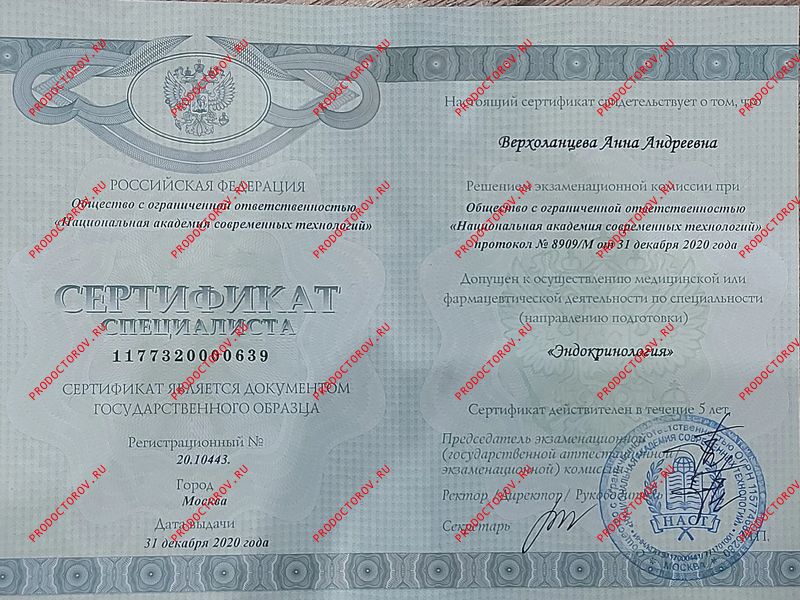 РОССИЙСКАЯ ФЕДЕРАЦИЯ
Общество с ограниченной ответственностью
«Национальная академия современных технологий»
СЕРТИФИКАТ
СПЕЦИАЛИСТА
1177320000639
СЕРТИФИКАТ ЯВЛЯЕТСЯ ДОКУМЕНТОМ
ГОСУДАРСТВЕННОГО ОБРАЗЦА
Регистрационный №
20.10443.
Город
Москва
Дата выдачи
31 декабря 2020 года
Настоящий сертификат свидетельствует о том, что
Верхоланцева Анна Андреевна
Решением экзаменационной комиссии при
Общество с ограниченной ответственностью
«Национальная академия современных технологий»
протокол № 8909/М от 31 декабря 2020 года
Допущен к осуществлению медицинской или
фармацевтической деятельности по специальности
(направлению подготовки)
«Эндокринология»
Сертификат действителен в течение 5 лет
Председатель экзаменационной
(государственной аттестационной
экзаменационной) комиссии
Ректор / Директор / Руководитель
Секретарь
М.П.
НАСТ
МОСКВА
PRODOCTOROV.RU